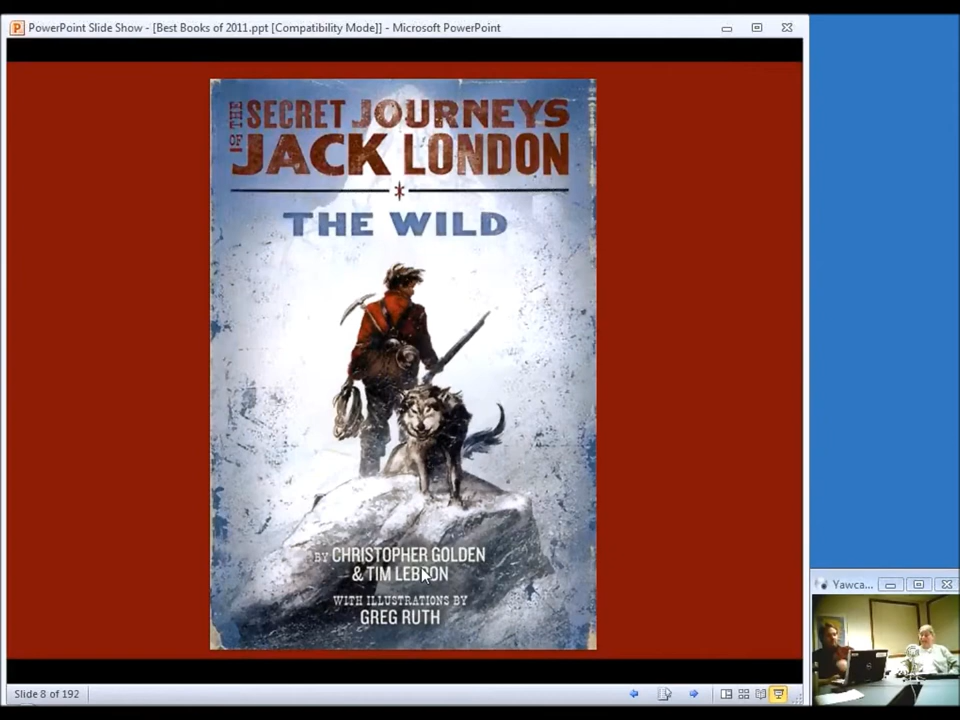 PowerPoint Slide Show - [Best Books of 2011.ppt [Compatibility Mode]] - Microsoft PowerPoint
THE SECRET JOURNEYS
OF JACK LONDON
THE WILD
BY CHRISTOPHER GOLDEN
& TIM LEBBON
WITH ILLUSTRATIONS BY
GREG RUTH
Yawca...
Slide 8 of 192